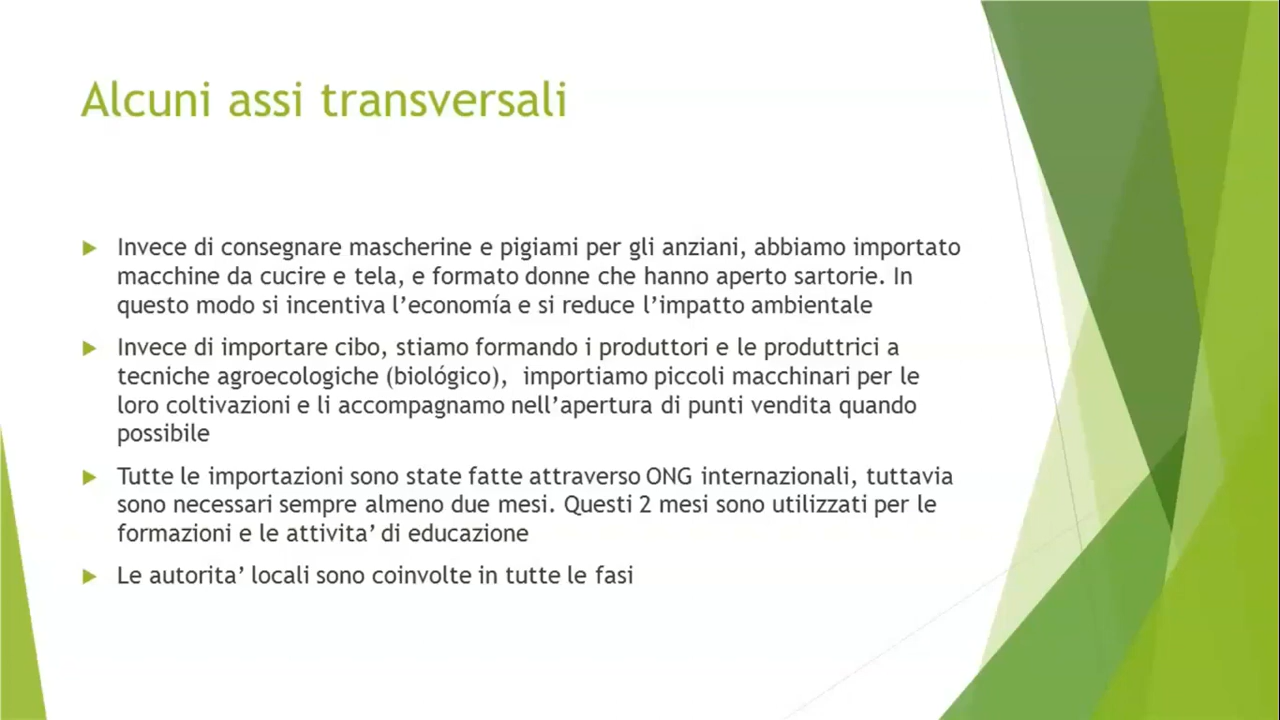 Alcuni assi transversali
Invece di consegnare mascherine e pigiami per gli anziani, abbiamo importato
macchine da cucire e tela, e formato donne che hanno aperto sartorie. In
questo modo si incentiva l’economía e si reduce l’impatto ambientale
Invece di importare cibo, stiamo formando i produttori e le produttrici a
tecniche agroecologiche (biológico),  importiamo piccoli macchinari per le
loro coltivazioni e li accompagnamo nell’apertura di punti vendita quando
possibile
Tutte le importazioni sono state fatte attraverso ONG internazionali, tuttavia
sono necessari sempre almeno due mesi. Questi 2 mesi sono utilizzati per le
formazioni e le attivita’ di educazione
Le autorita’ locali sono coinvolte in tutte le fasi